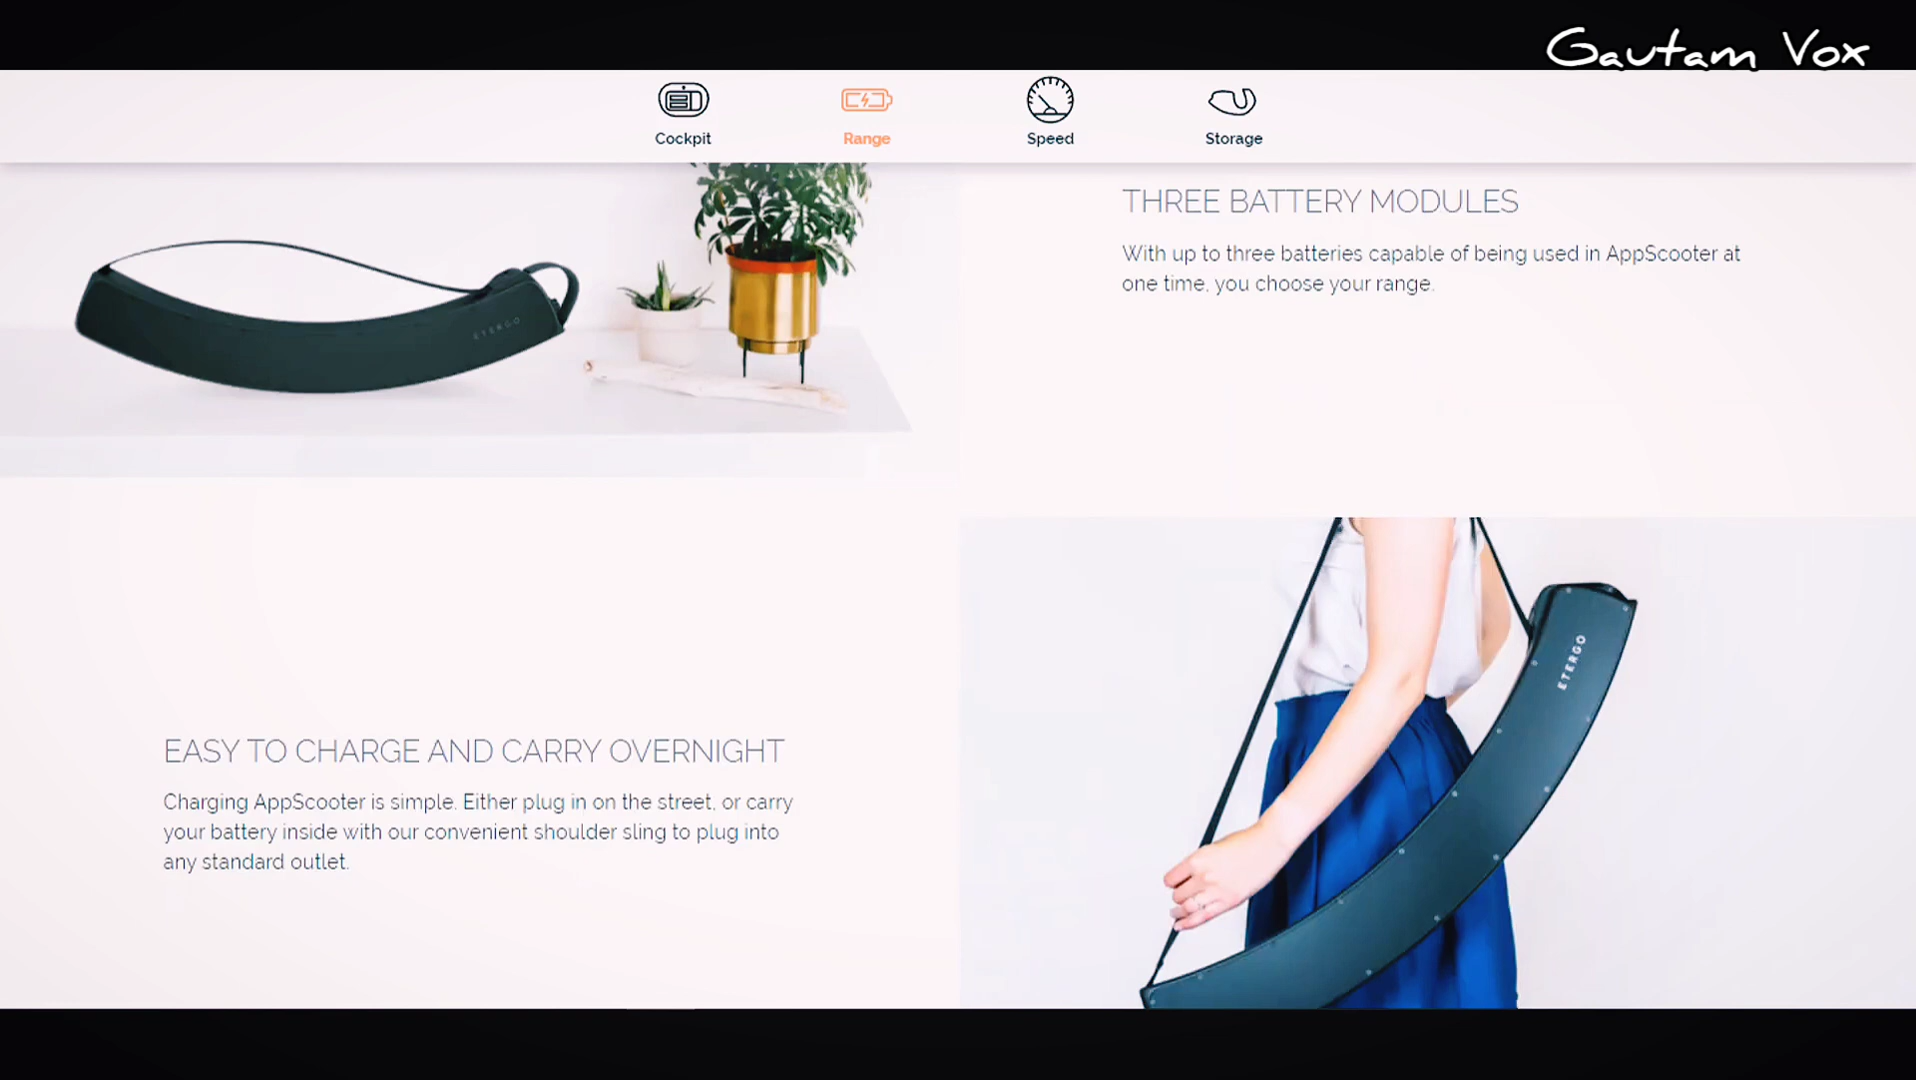 Gautam Vox
Cockpit
Range
Speed
Storage
THREE BATTERY MODULES
With up to three batteries capable of being used in AppScooter at
one time, you choose your range.
ETERGO
ETERGO
EASY TO CHARGE AND CARRY OVERNIGHT
Charging AppScooter is simple. Either plug in on the street, or carry
your battery inside with our convenient shoulder sling to plug into
any standard outlet.